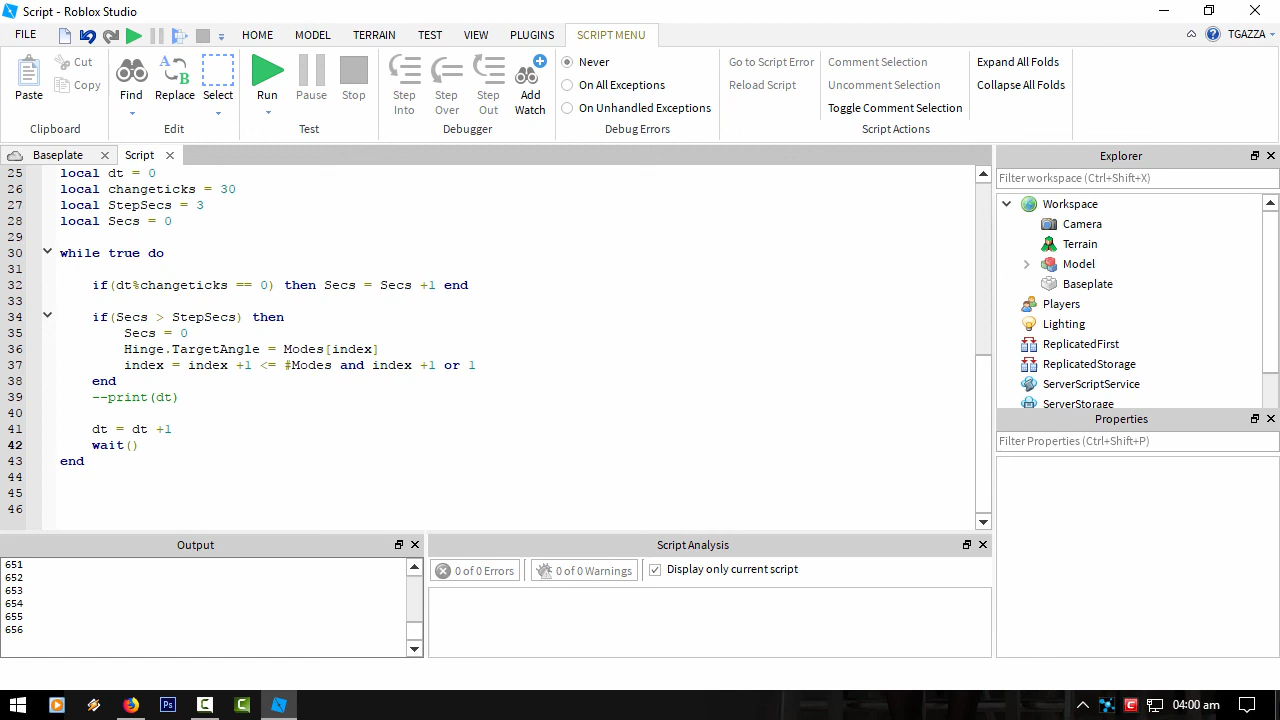 Script - Roblox Studio
FILE HOME MODEL TERRAIN TEST VIEW PLUGINS SCRIPT MENU TGAZZA
Paste Cut Copy
Clipboard
Find Replace Select
Edit
Run Pause Stop
Test
Step Into Step Over Step Out Add Watch
Debugger
Never
On All Exceptions
On Unhandled Exceptions
Debug Errors
Go to Script Error
Reload Script
Comment Selection
Uncomment Selection
Toggle Comment Selection
Script Actions
Expand All Folds
Collapse All Folds
Baseplate Script
25 local dt = 0
26 local changeticks = 30
27 local StepSecs = 3
28 local Secs = 0
29
30 while true do
31
32 if(dt%changeticks == 0) then Secs = Secs +1 end
33
34 if(Secs > StepSecs) then
35 Secs = 0
36 Hinge.TargetAngle = Modes[index]
37 index = index +1 <= #Modes and index +1 or 1
38 end
39 --print(dt)
40
41 dt = dt +1
42 wait()
43 end
44
45
46
Explorer
Filter workspace (Ctrl+Shift+X)
Workspace
Camera
Terrain
Model
Baseplate
Players
Lighting
ReplicatedFirst
ReplicatedStorage
ServerScriptService
ServerStorage
Properties
Filter Properties (Ctrl+Shift+P)
Output
651
652
653
654
655
656
Script Analysis
0 of 0 Errors 0 of 0 Warnings Display only current script
Ps
04:00 am